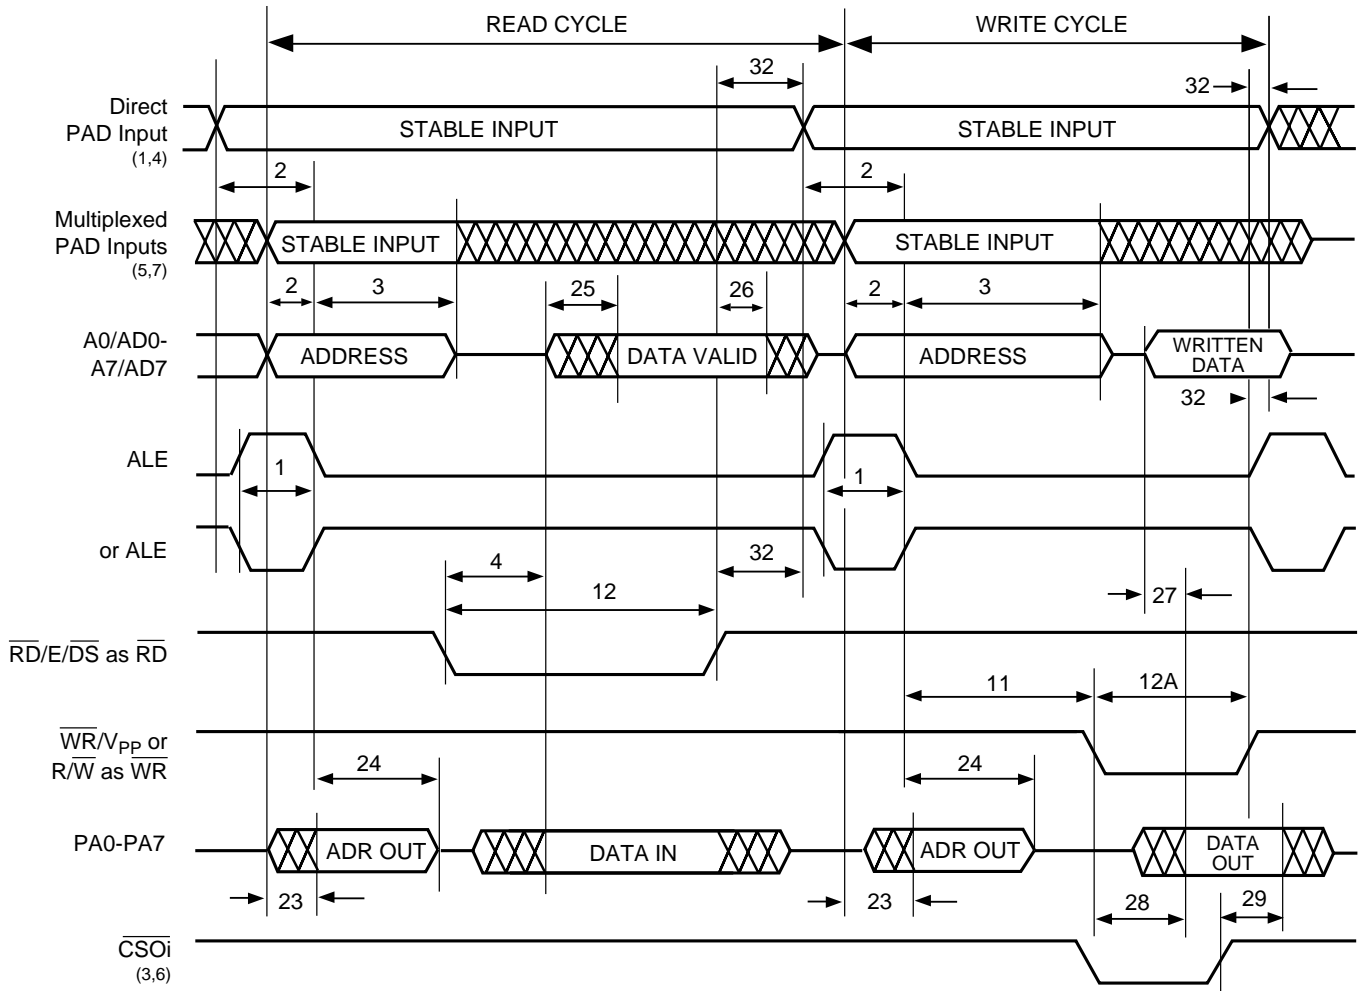 READ CYCLE
WRITE CYCLE
32
32
Direct
PAD Input
(1,4)
STABLE INPUT
STABLE INPUT
2
2
Multiplexed
PAD Inputs
(5,7)
STABLE INPUT
STABLE INPUT
2
3
25
26
2
3
A0/AD0-
A7/AD7
ADDRESS
DATA VALID
ADDRESS
WRITTEN
DATA
32
ALE
1
1
or ALE
4
32
12
27
RD/E/DS as RD
11
12A
WR/VPP or
R/W as WR
24
24
PA0-PA7
ADR OUT
DATA IN
ADR OUT
DATA
OUT
23
23
28
29
CSOi
(3,6)